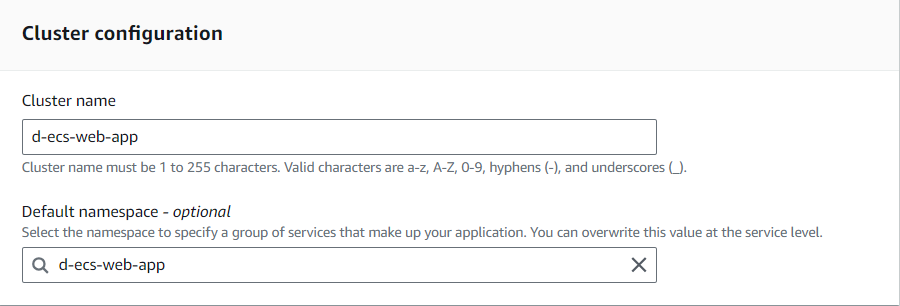 Cluster configuration
Cluster name
d-ecs-web-app
Cluster name must be 1 to 255 characters. Valid characters are a-z, A-Z, 0-9, hyphens (-), and underscores (_).
Default namespace - optional
Select the namespace to specify a group of services that make up your application. You can overwrite this value at the service level.
d-ecs-web-app